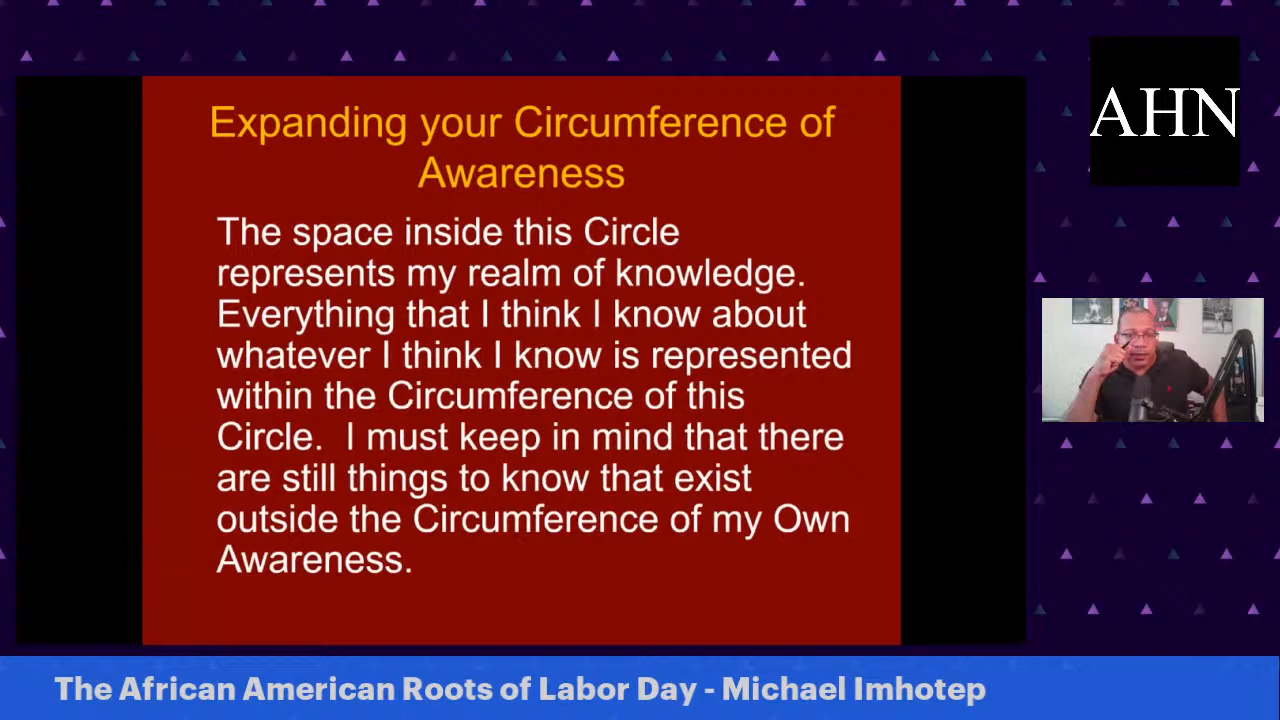 Expanding your Circumference of
Awareness
The space inside this Circle
represents my realm of knowledge.
Everything that I think I know about
whatever I think I know is represented
within the Circumference of this
Circle.  I must keep in mind that there
are still things to know that exist
outside the Circumference of my Own
Awareness.
AHN
The African American Roots of Labor Day - Michael Imhotep